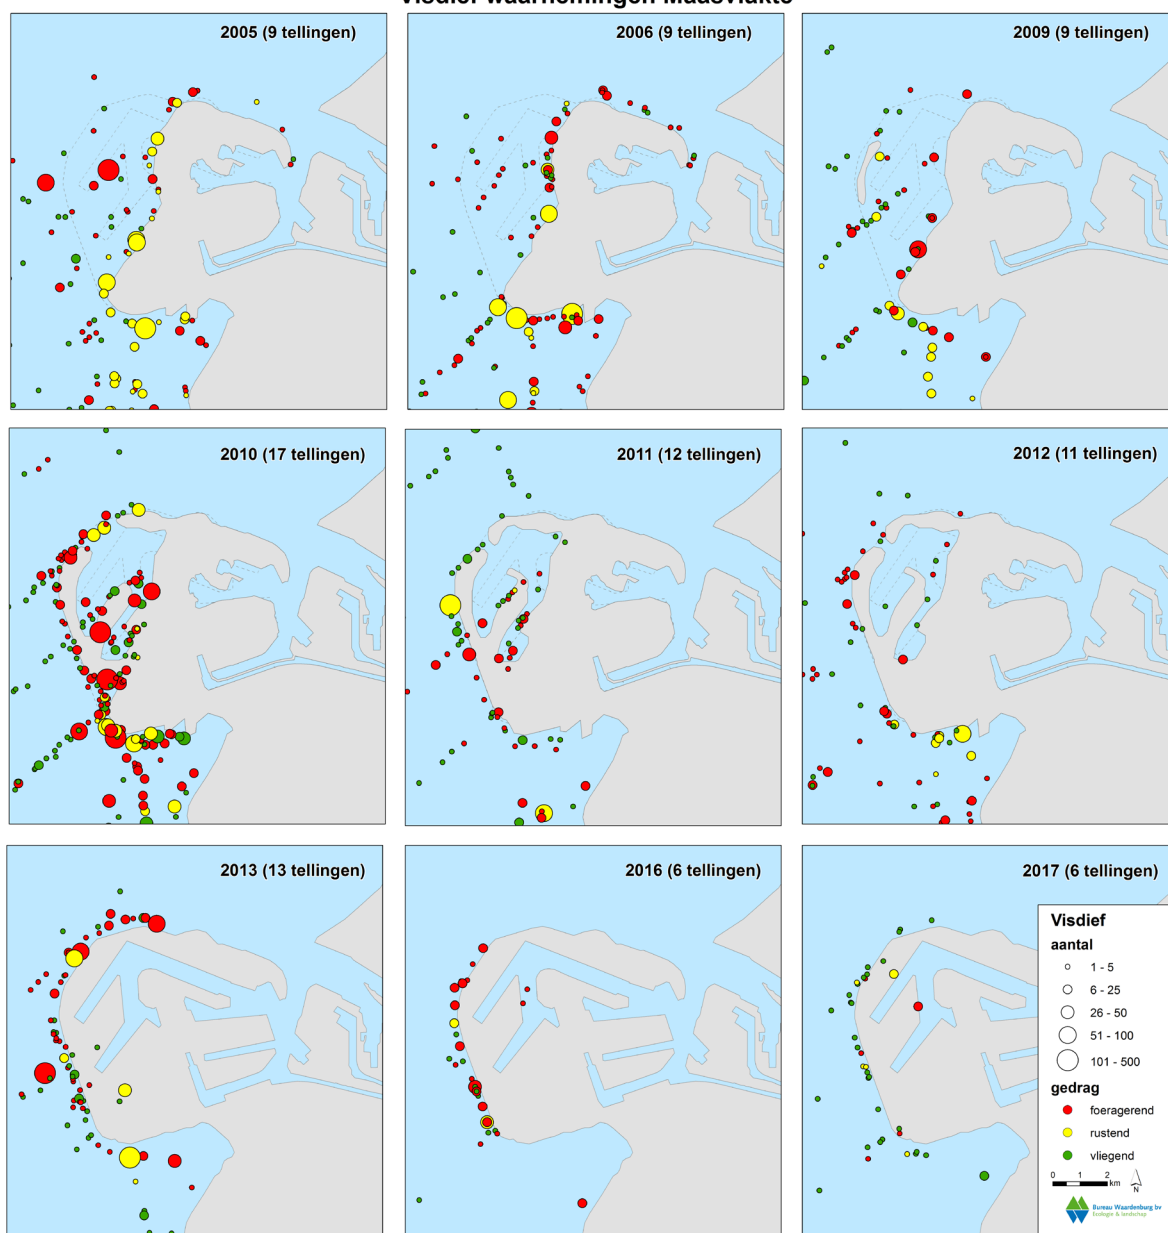 Visdief waarnemingen Maasvlakte
2005 (9 tellingen)
2006 (9 tellingen)
2009 (9 tellingen)
2010 (17 tellingen)
2011 (12 tellingen)
2012 (11 tellingen)
2013 (13 tellingen)
2016 (6 tellingen)
2017 (6 tellingen)
Visdief
aantal
1 - 5
6 - 25
26 - 50
51 - 100
101 - 500
gedrag
foeragerend
rustend
vliegend
0 1 2
km
N
Bureau Waardenburg bv
Ecologie & landschap